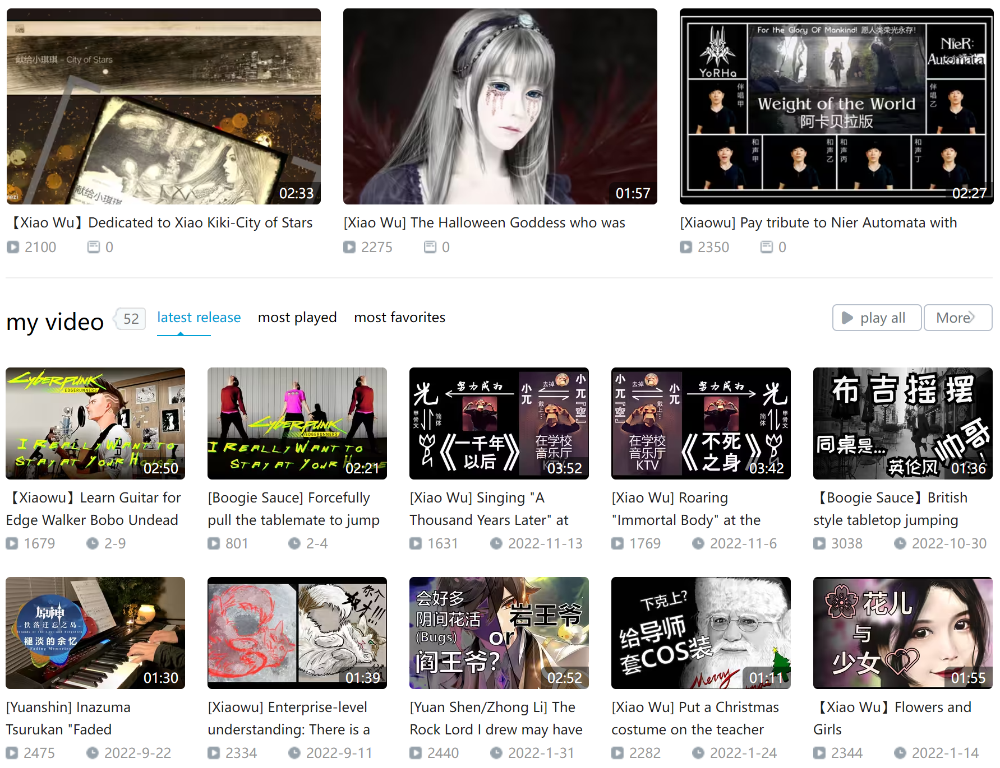 献给小琪琪 – City of Stars
献给小琪琪
02:33
01:57
For the Glory Of Mankind! 愿人类荣光永存!
YoRHa
NieR:
Automata
伴唱甲
伴唱乙
Weight of the World
阿卡贝拉版
和声甲
和声乙
和声丙
和声丁
02:27
【Xiao Wu】Dedicated to Xiao Kiki-City of Stars
[Xiao Wu] The Halloween Goddess who was
[Xiaowu] Pay tribute to Nier Automata with
2100 0
2275 0
2350 0
my video 52 latest release most played most favorites play all More
CYBERPUNK
EDGERUNNERS
I REALLY WANT TO
STAY AT YOUR HOUSE
02:50
CYBERPUNK
EDGERUNNERS
I REALLY WANT TO
STAY AT YOUR HOUSE
02:21
光
努力成为
小兀
去掉
戴上...
小兀『空』
甲骨文
简体
《一千年
以后》
在学校
音乐厅
KTV
03:52
小兀『空』
去掉
戴上...
小兀
努力成为
光
简体
甲骨文
在学校
音乐厅
KTV
《不死
之身》
03:42
布吉摇摆
同桌是...
帅哥
英伦风
01:36
【Xiaowu】Learn Guitar for
Edge Walker Bobo Undead
1679 2-9
[Boogie Sauce] Forcefully
pull the tablemate to jump
801 2-4
[Xiao Wu] Singing "A
Thousand Years Later" at
1631 2022-11-13
[Xiao Wu] Roaring
"Immortal Body" at the
1769 2022-11-6
【Boogie Sauce】British
style tabletop jumping
3038 2022-10-30
原神
佚落迁忘之岛
Islands of the Lost and Forgotten
褪淡的余忆
Fading Memories
CASIO
01:30
01:39
会好多
阴间花活
(Bugs)
岩王爷
or
阎王爷?
02:52
下克上?
给导师
套COS装
Merry
01:11
花儿
与
少女
01:55
[Yuanshin] Inazuma
Tsurukan "Faded
2475 2022-9-22
[Xiaowu] Enterprise-level
understanding: There is a
2334 2022-9-11
[Yuan Shen/Zhong Li] The
Rock Lord I drew may have
2440 2022-1-31
[Xiao Wu] Put a Christmas
costume on the teacher
2282 2022-1-24
【Xiao Wu】Flowers and
Girls
2344 2022-1-14